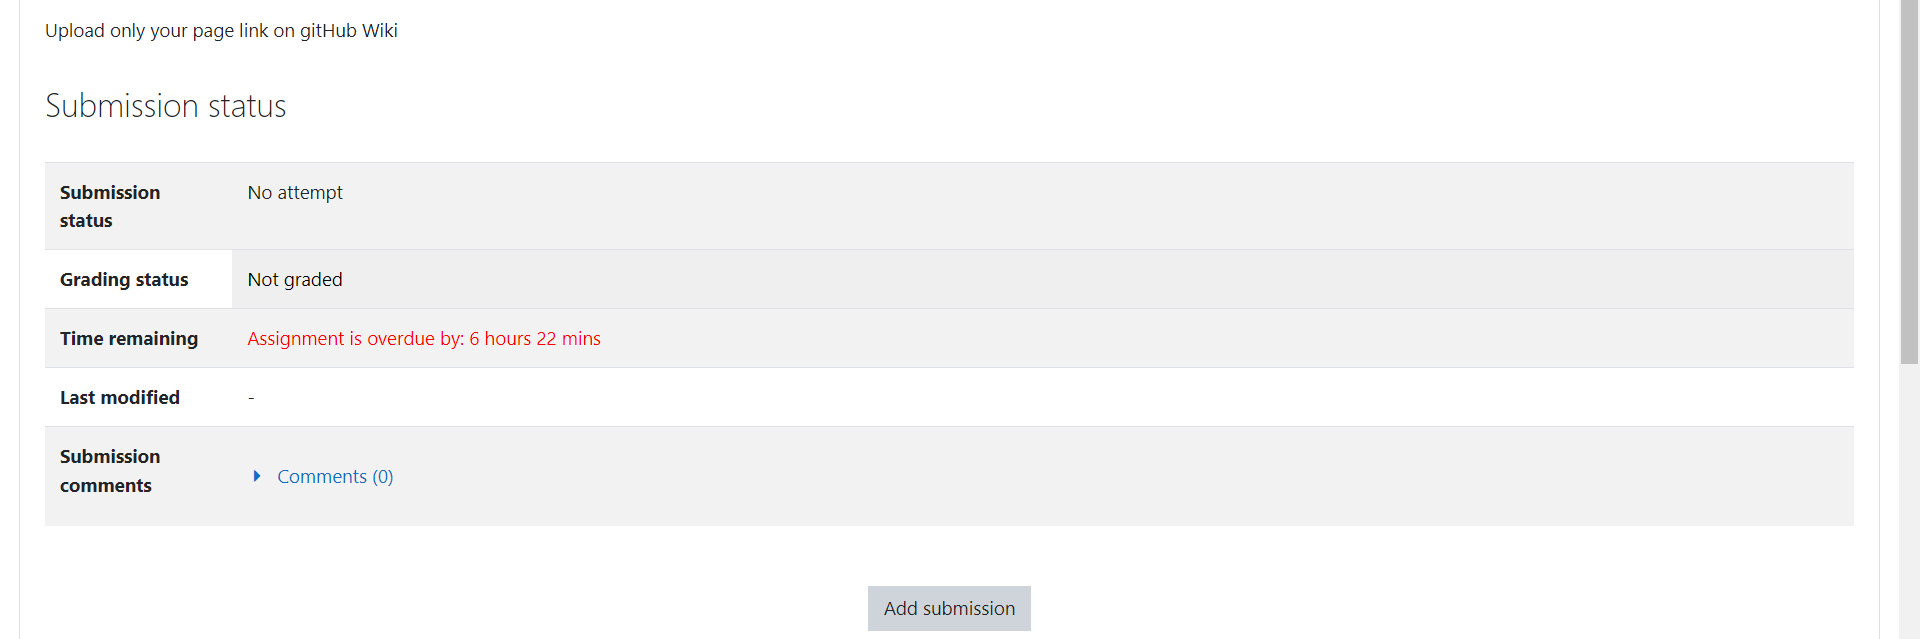 Upload only your page link on gitHub Wiki
Submission status
Submission
status
No attempt
Grading status
Not graded
Time remaining
Assignment is overdue by: 6 hours 22 mins
Last modified
-
Submission
comments
Comments (0)
Add submission